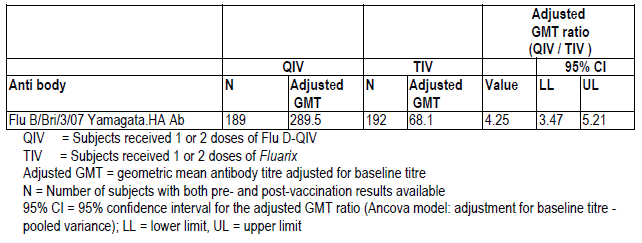 Adjusted
GMT ratio
(QIV / TIV )
QIV TIV 95% CI
Anti body N Adjusted GMT N Adjusted GMT Value LL UL
Flu B/Bri/3/07 Yamagata.HA Ab 189 289.5 192 68.1 4.25 3.47 5.21
QIV = Subjects received 1 or 2 doses of Flu D-QIV
TIV = Subjects received 1 or 2 doses of Fluarix
Adjusted GMT = geometric mean antibody titre adjusted for baseline titre
N = Number of subjects with both pre- and post-vaccination results available
95% CI = 95% confidence interval for the adjusted GMT ratio (Ancova model: adjustment for baseline titre -
pooled variance); LL = lower limit, UL = upper limit